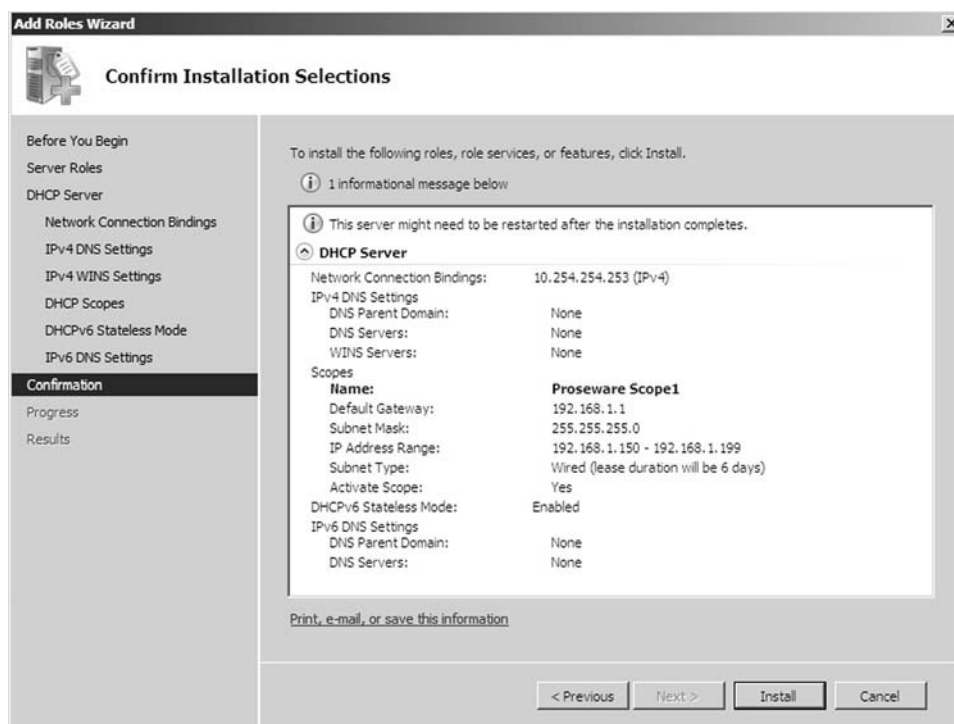 Add Roles Wizard
Confirm Installation Selections
Before You Begin
Server Roles
DHCP Server
Network Connection Bindings
IPv4 DNS Settings
IPv4 WINS Settings
DHCP Scopes
DHCPv6 Stateless Mode
IPv6 DNS Settings
Confirmation
Progress
Results
To install the following roles, role services, or features, click Install.
1 informational message below
This server might need to be restarted after the installation completes.
DHCP Server
Network Connection Bindings: 10.254.254.253 (IPv4)
IPv4 DNS Settings
DNS Parent Domain: None
DNS Servers: None
WINS Servers: None
Scopes
Name: Proseware Scope1
Default Gateway: 192.168.1.1
Subnet Mask: 255.255.255.0
IP Address Range: 192.168.1.150 - 192.168.1.199
Subnet Type: Wired (lease duration will be 6 days)
Activate Scope: Yes
DHCPv6 Stateless Mode: Enabled
IPv6 DNS Settings
DNS Parent Domain: None
DNS Servers: None
Print, e-mail, or save this information
< Previous Next > Install Cancel